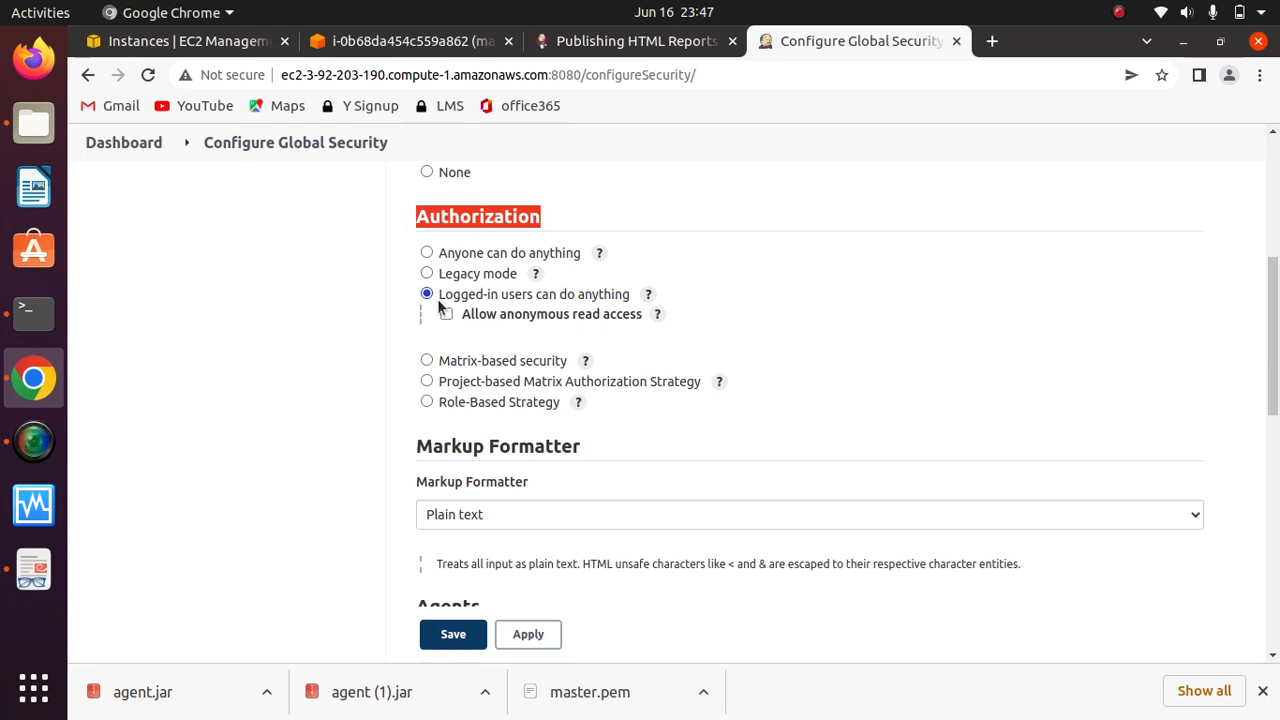 Activities Google Chrome Jun 16 23:47
Instances | EC2 Managem i-0b68da454c559a862 (ma Publishing HTML Reports Configure Global Security
Not secure ec2-3-92-203-190.compute-1.amazonaws.com:8080/configureSecurity/
Gmail YouTube Maps Y Signup LMS office365
Dashboard Configure Global Security
None
Authorization
Anyone can do anything ?
Legacy mode ?
Logged-in users can do anything ?
Allow anonymous read access ?
Matrix-based security ?
Project-based Matrix Authorization Strategy ?
Role-Based Strategy ?
Markup Formatter
Markup Formatter
Plain text
Treats all input as plain text. HTML unsafe characters like < and & are escaped to their respective character entities.
Agents
Save Apply
agent.jar agent (1).jar master.pem Show all